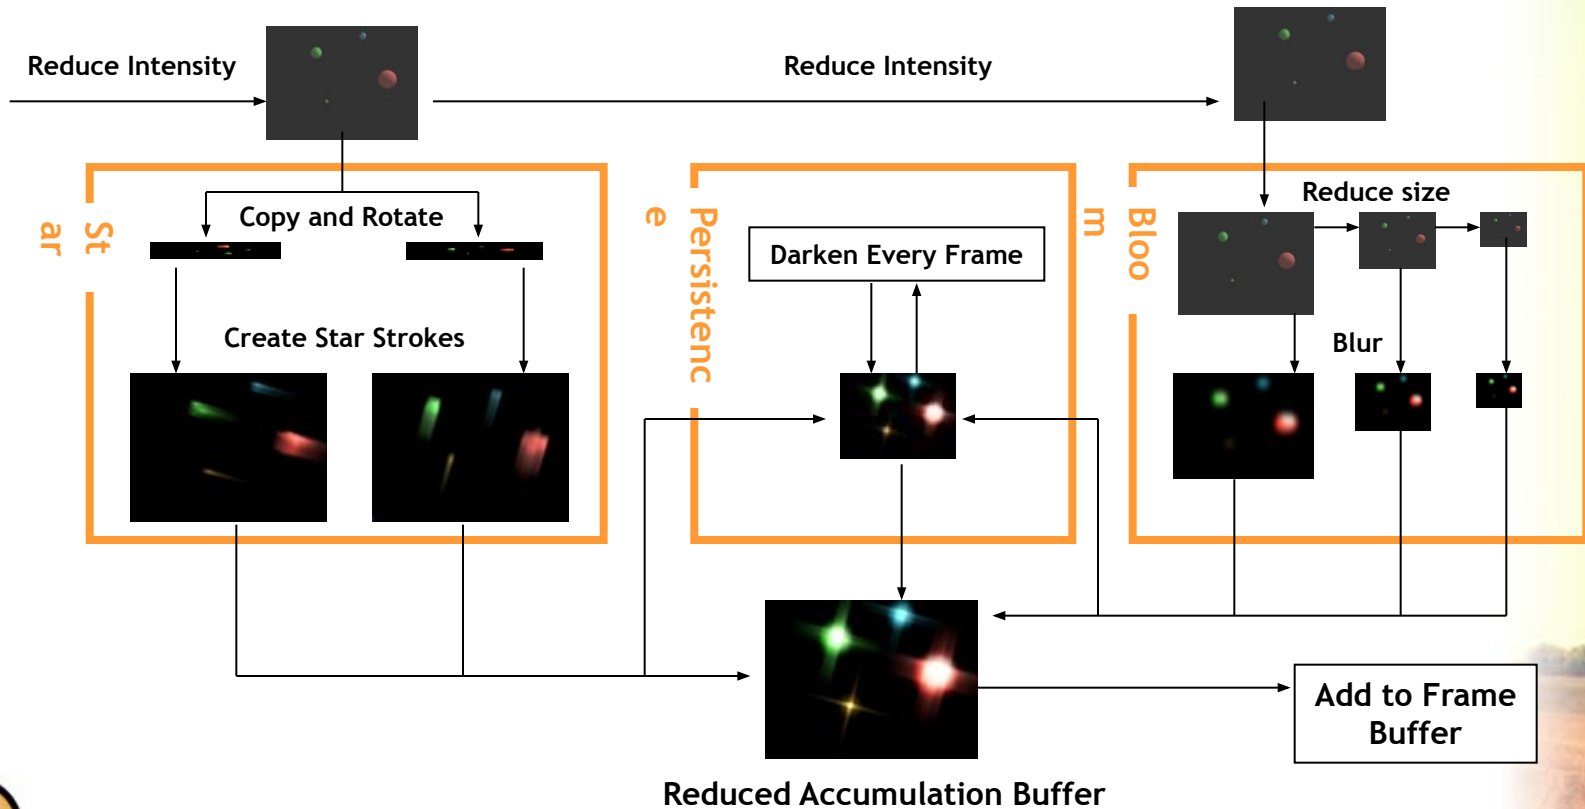 Reduce Intensity
Reduce Intensity
St
ar
Copy and Rotate
Create Star Strokes
Persistenc
e
Darken Every Frame
Bloo
m
Reduce size
Blur
Add to Frame
Buffer
Reduced Accumulation Buffer